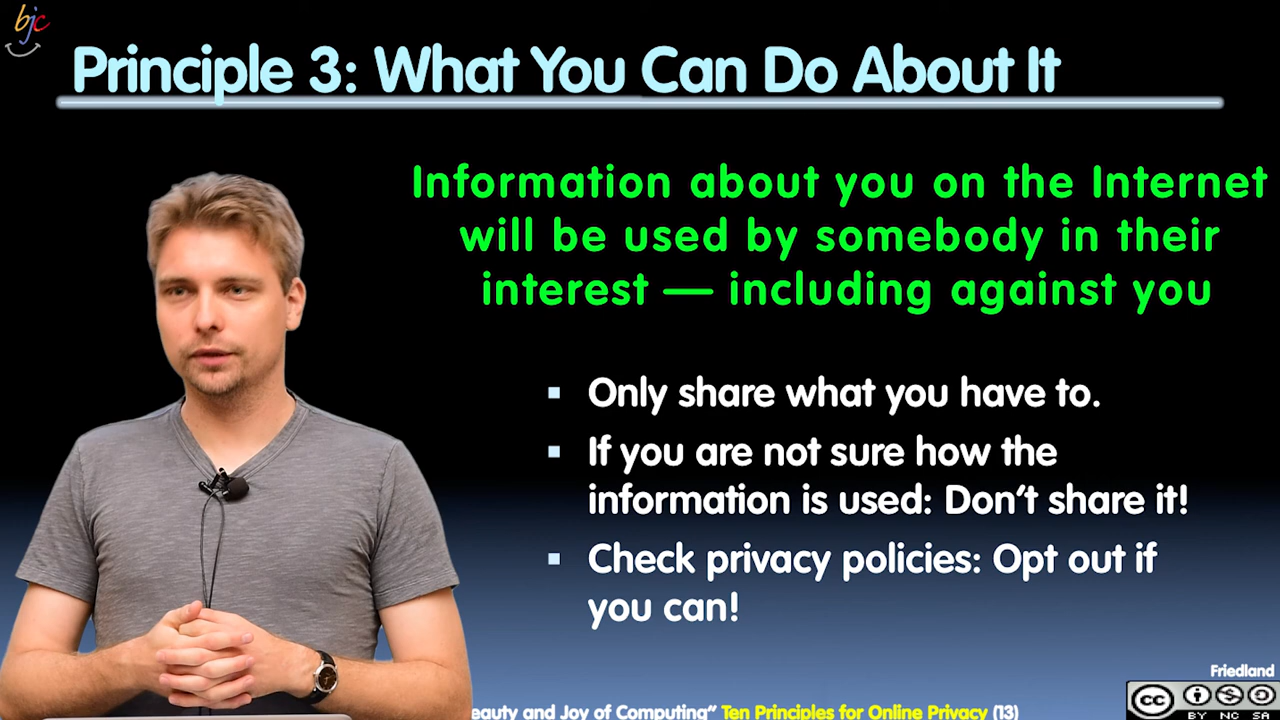 bjc
Principle 3: What You Can Do About It
Information about you on the Internet
will be used by somebody in their
interest — including against you
▪ Only share what you have to.
▪ If you are not sure how the
information is used: Don't share it!
▪ Check privacy policies: Opt out if
you can!
Friedland
eauty and Joy of Computing” Ten Principles for Online Privacy (13)
cc
BY NC SA